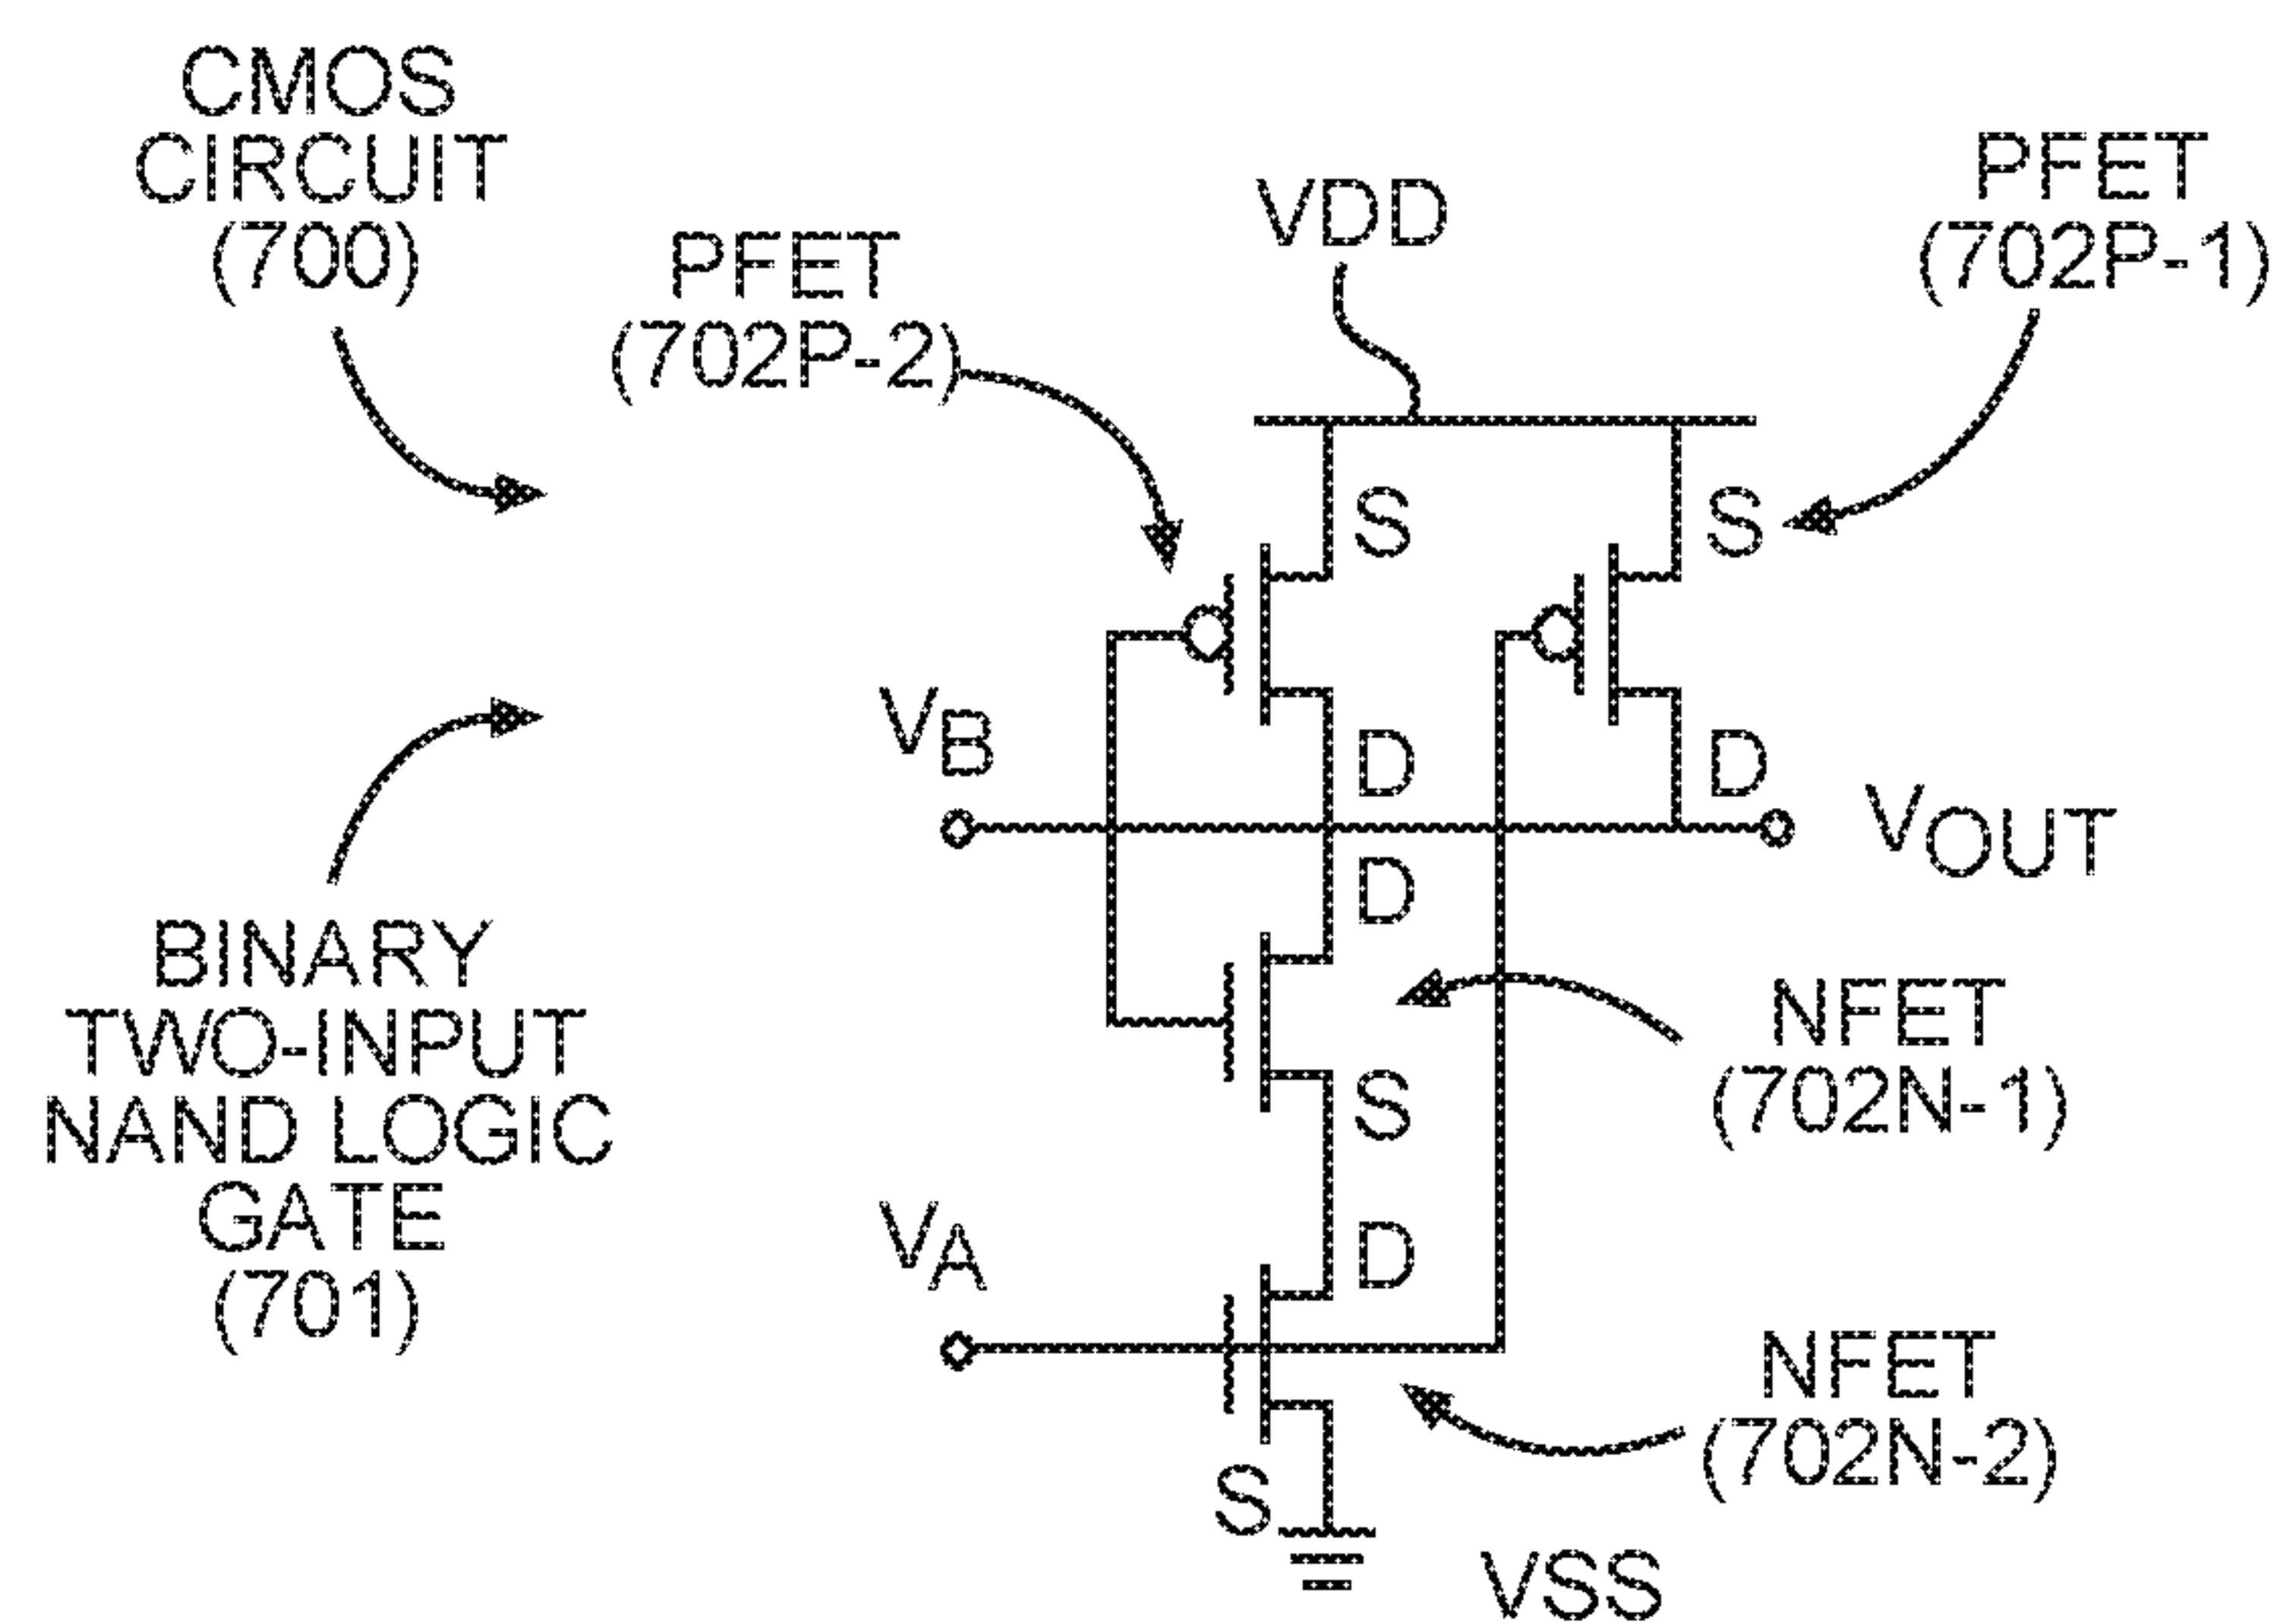 CMOS
CIRCUIT
(700)
PFET
(702P-2)
VDD
PFET
(702P-1)
S
S
VB
D
D
VOUT
D
BINARY
TWO-INPUT
NAND LOGIC
GATE
(701)
NFET
(702N-1)
S
VA
D
NFET
(702N-2)
S
VSS